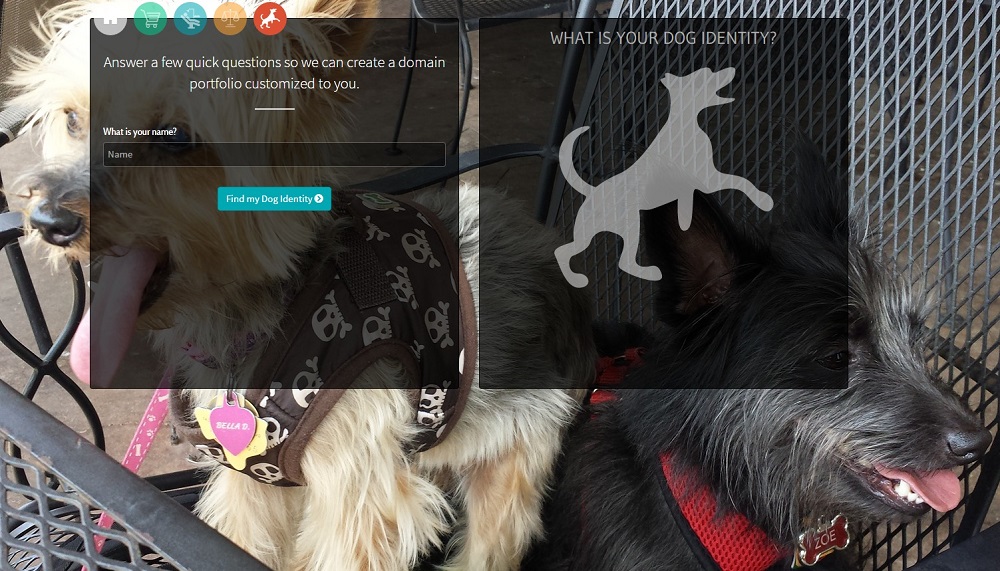 Answer a few quick questions so we can create a domain
portfolio customized to you.
What is your name?
Name
Find my Dog Identity
WHAT IS YOUR DOG IDENTITY?
BELLA D.
ZOE